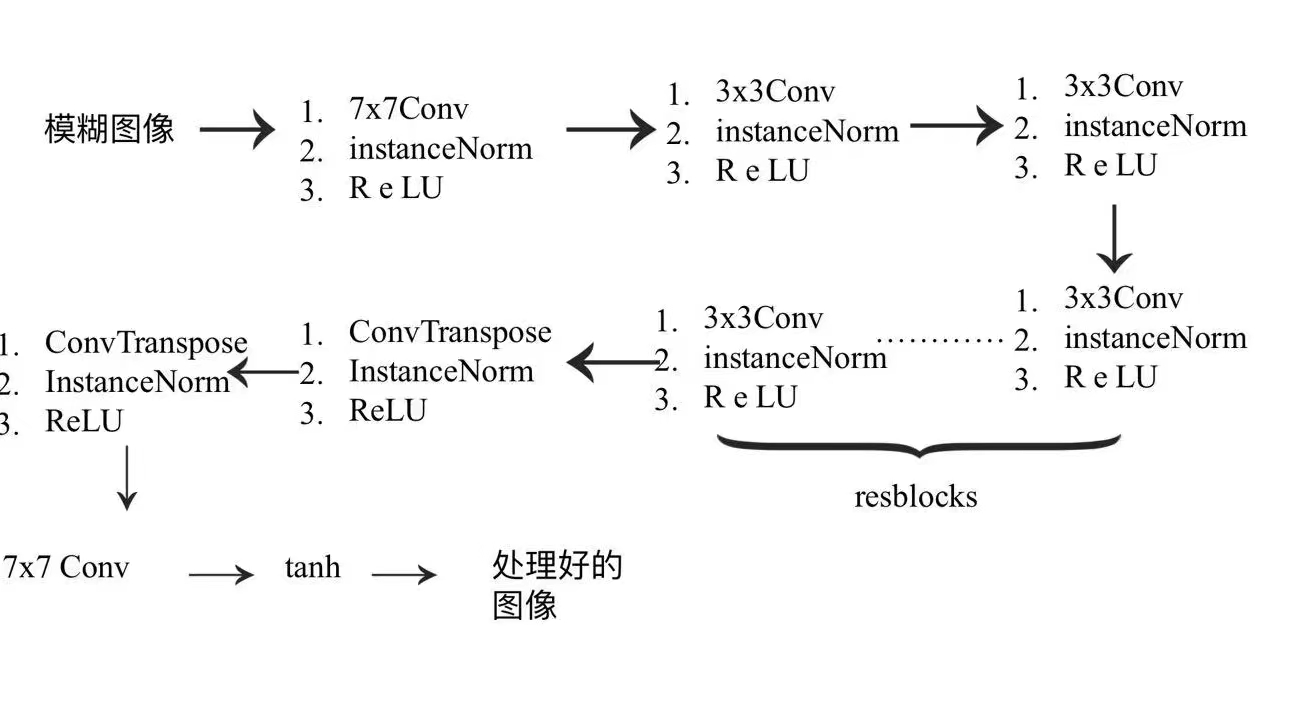 模糊图像
1. 7x7Conv
2. instanceNorm
3. R e LU
1. 3x3Conv
2. instanceNorm
3. R e LU
1. 3x3Conv
2. instanceNorm
3. R e LU
1. 3x3Conv
2. instanceNorm
3. R e LU
............
1. 3x3Conv
2. instanceNorm
3. R e LU
resblocks
1. ConvTranspose
2. InstanceNorm
3. ReLU
1. ConvTranspose
2. InstanceNorm
3. ReLU
7x7 Conv
tanh
处理好的
图像